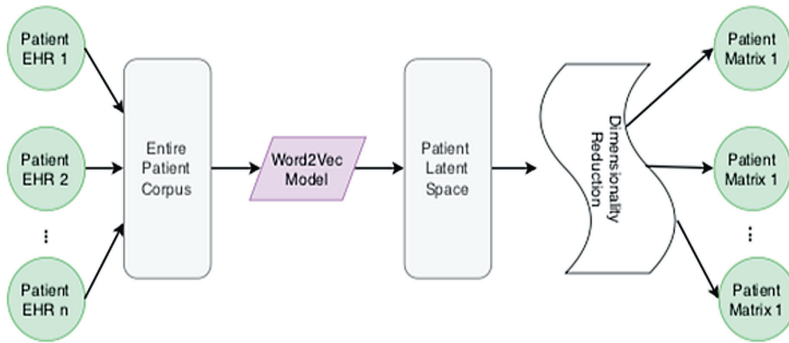 Patient
EHR 1
Patient
EHR 2
...
Patient
EHR n
Entire
Patient
Corpus
Word2Vec
Model
Patient
Latent
Space
Dimensionality
Reduction
Patient
Matrix 1
Patient
Matrix 1
...
Patient
Matrix 1